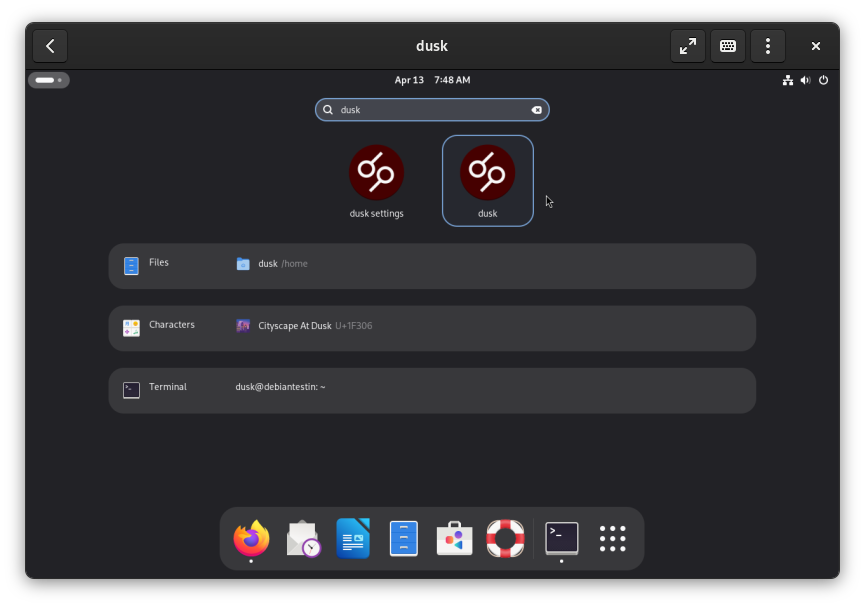 dusk
Apr 13 7:48 AM
dusk
dusk settings
dusk
Files
dusk /home
Characters
Cityscape At Dusk U+1F306
Terminal
dusk@debiantestin: ~